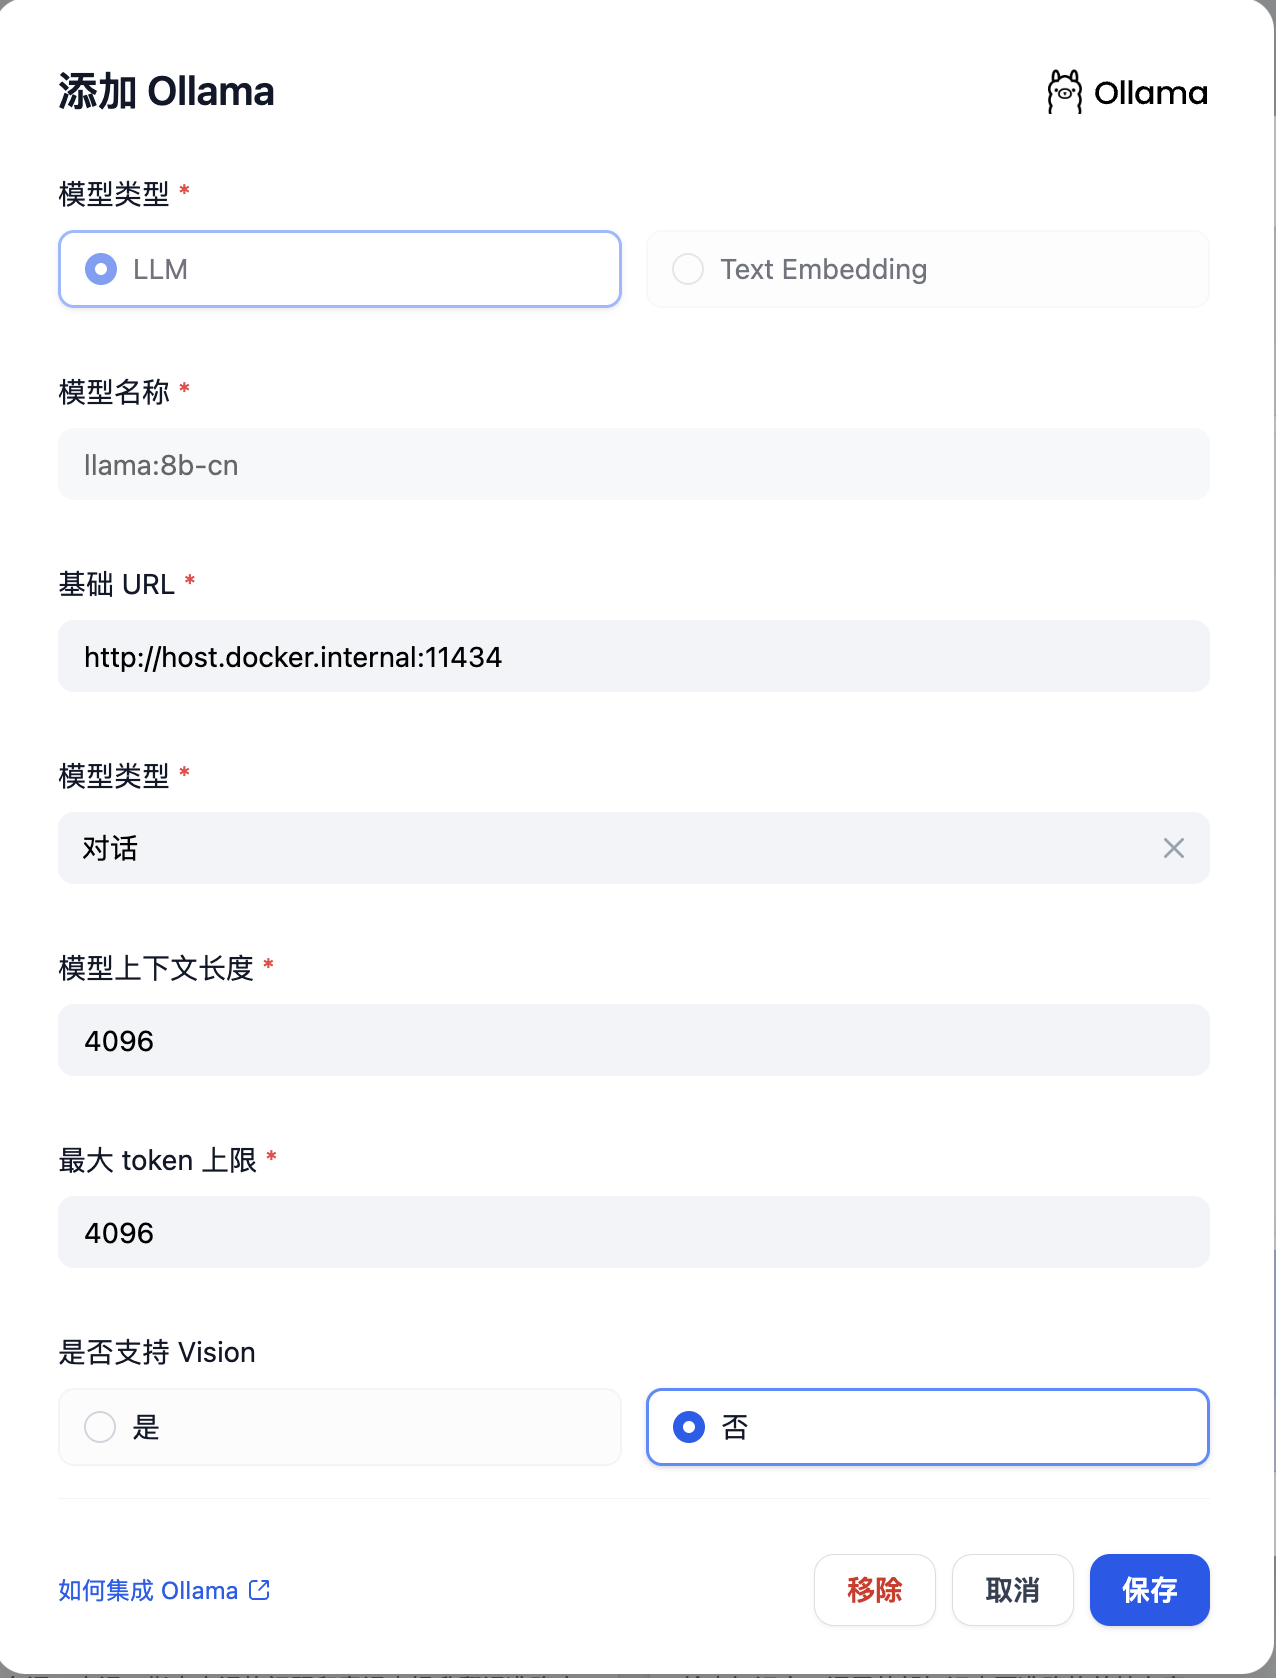 添加 Ollama
Ollama
模型类型 *
LLM
Text Embedding
模型名称 *
llama:8b-cn
基础 URL *
http://host.docker.internal:11434
模型类型 *
对话
模型上下文长度 *
4096
最大 token 上限 *
4096
是否支持 Vision
是
否
如何集成 Ollama
移除
取消
保存